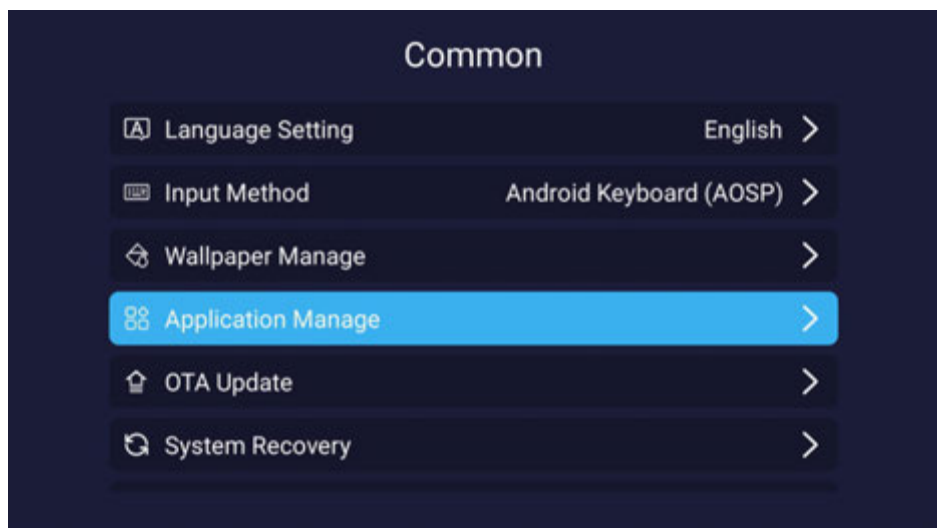 Common
Language Setting English
Input Method Android Keyboard (AOSP)
Wallpaper Manage
Application Manage
OTA Update
System Recovery